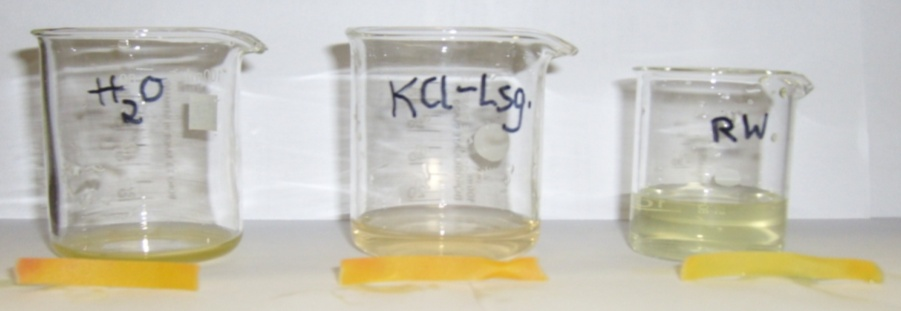 H₂O
KCl-Lsg.
RW